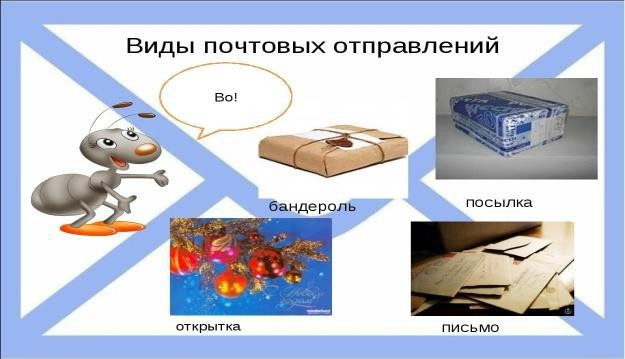 Виды почтовых отправлений
Во!
бандероль
посылка
открытка
письмо